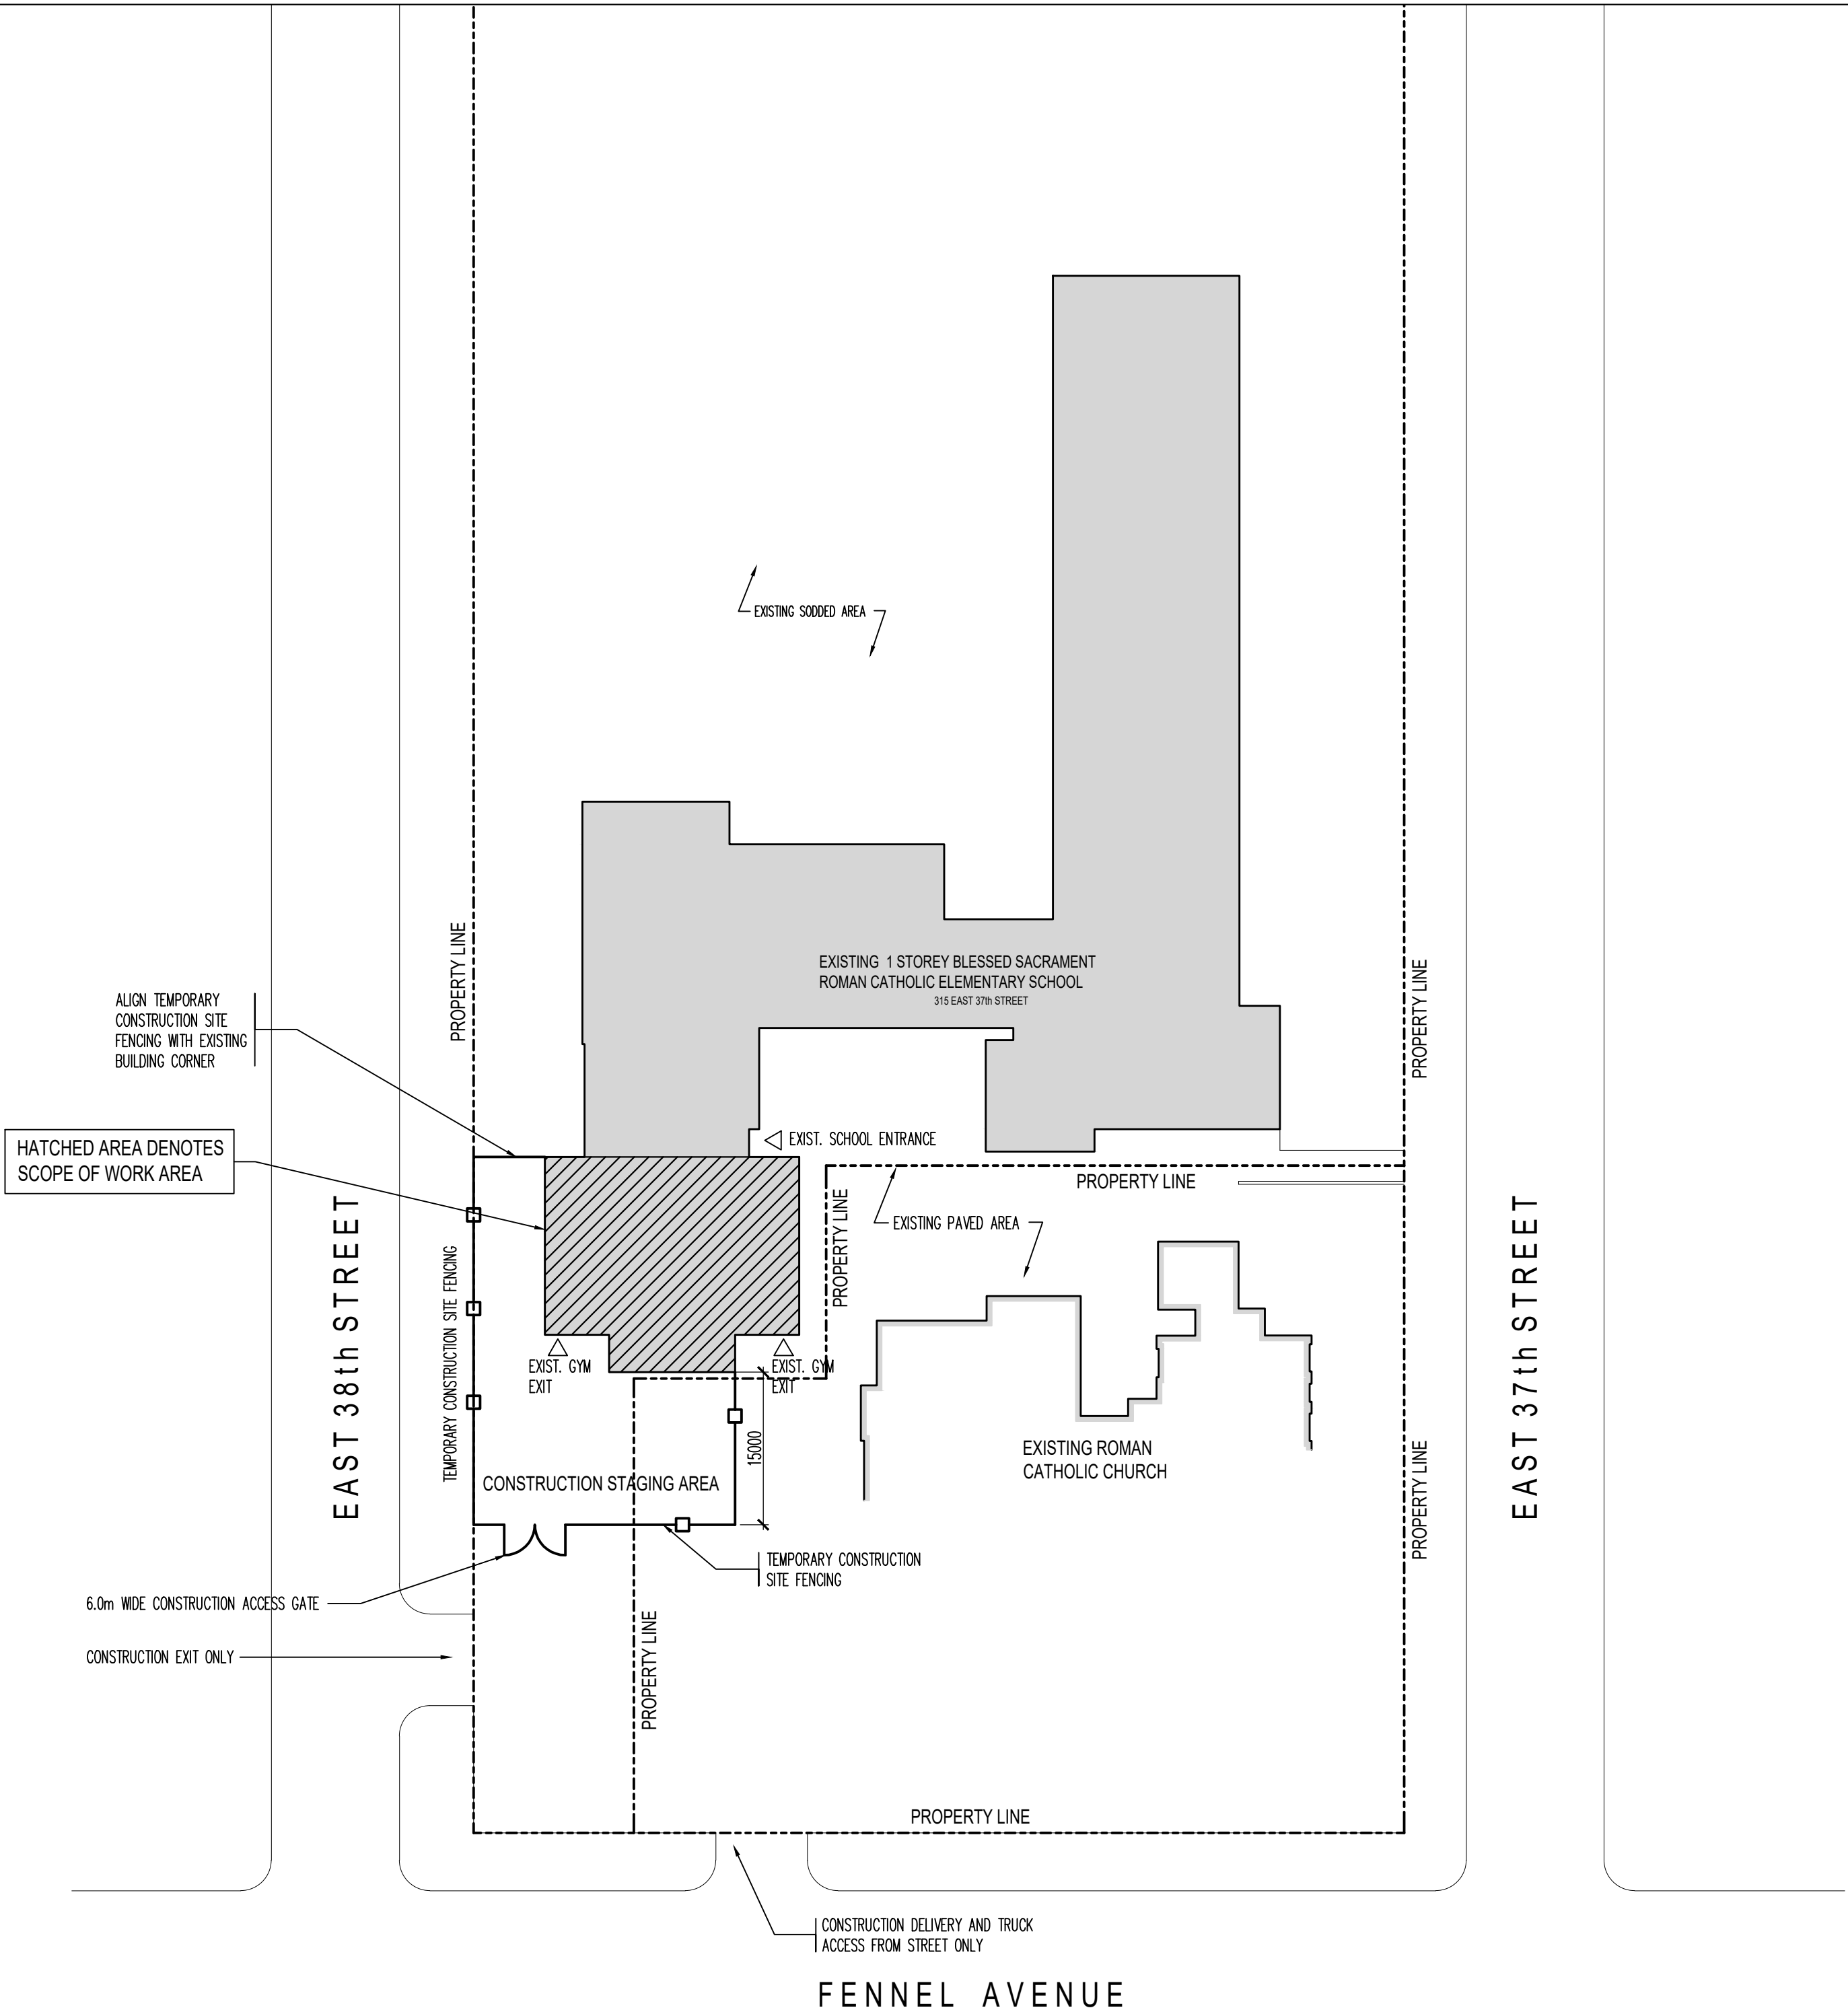 EXISTING SODDED AREA
PROPERTY LINE
EXISTING 1 STOREY BLESSED SACRAMENT
ROMAN CATHOLIC ELEMENTARY SCHOOL
315 EAST 37th STREET
PROPERTY LINE
ALIGN TEMPORARY
CONSTRUCTION SITE
FENCING WITH EXISTING
BUILDING CORNER
HATCHED AREA DENOTES
SCOPE OF WORK AREA
EXIST. SCHOOL ENTRANCE
PROPERTY LINE
PROPERTY LINE
EXISTING PAVED AREA
EAST 38th STREET
TEMPORARY CONSTRUCTION SITE FENCING
EAST 37th STREET
EXIST. GYM
EXIT
EXIST. GYM
EXIT
15000
CONSTRUCTION STAGING AREA
EXISTING ROMAN
CATHOLIC CHURCH
PROPERTY LINE
TEMPORARY CONSTRUCTION
SITE FENCING
6.0m WIDE CONSTRUCTION ACCESS GATE
CONSTRUCTION EXIT ONLY
PROPERTY LINE
PROPERTY LINE
CONSTRUCTION DELIVERY AND TRUCK
ACCESS FROM STREET ONLY
FENNEL AVENUE